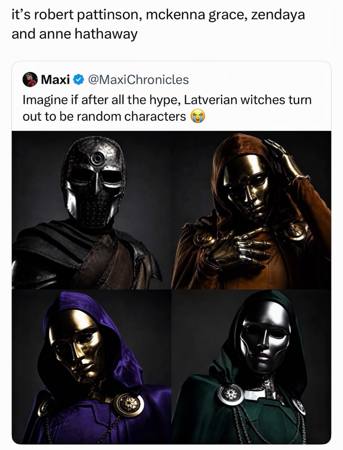 it’s robert pattinson, mckenna grace, zendaya
and anne hathaway
Maxi @MaxiChronicles
Imagine if after all the hype, Latverian witches turn
out to be random characters 😭